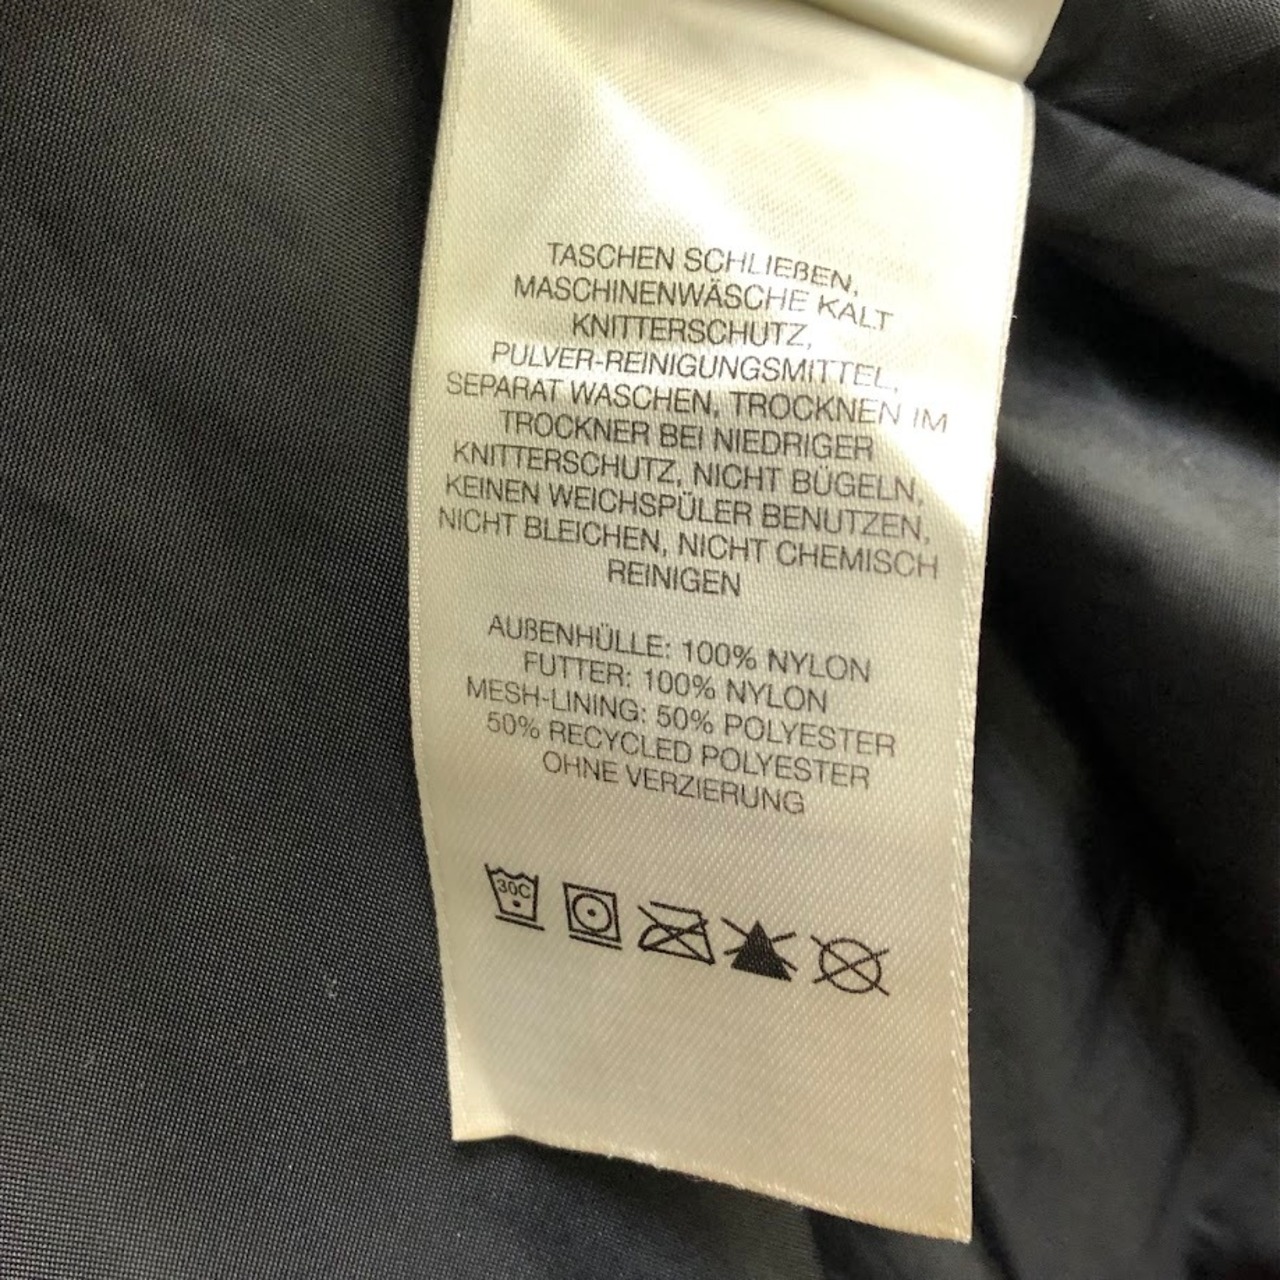 TASCHEN SCHLIEßEN,
MASCHINENWÄSCHE KALT
KNITTERSCHUTZ,
PULVER-REINIGUNGSMITTEL,
SEPARAT WASCHEN, TROCKNEN IM
TROCKNER BEI NIEDRIGER
KNITTERSCHUTZ, NICHT BÜGELN,
KEINEN WEICHSPÜLER BENUTZEN,
NICHT BLEICHEN, NICHT CHEMISCH
REINIGEN
AUßENHÜLLE: 100% NYLON
FUTTER: 100% NYLON
MESH-LINING: 50% POLYESTER
50% RECYCLED POLYESTER
OHNE VERZIERUNG
30C